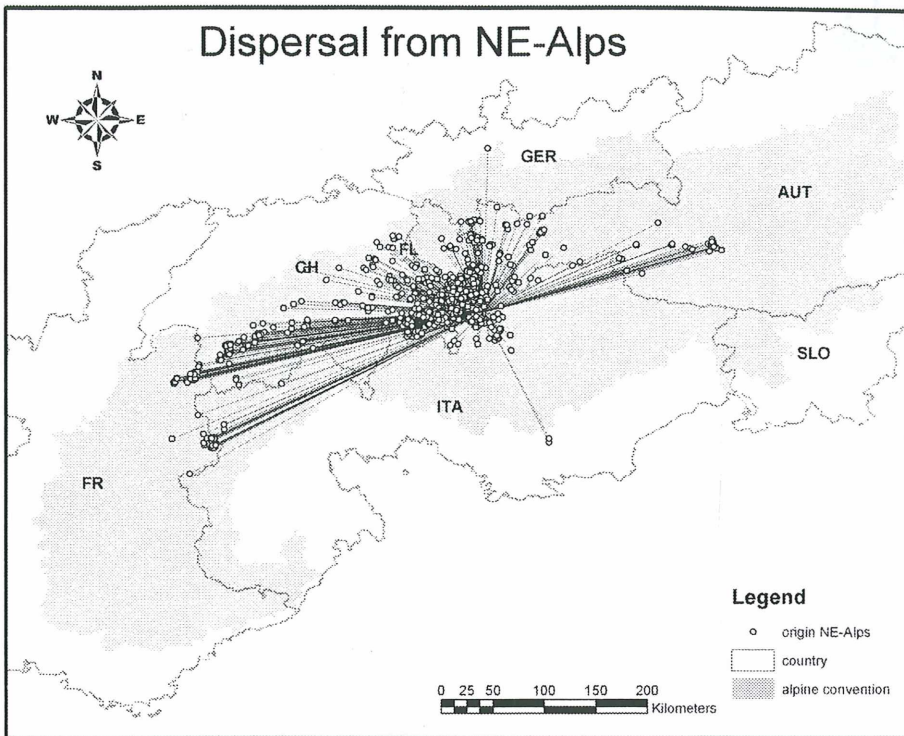 Dispersal from NE-Alps
N
W E
S
GER
AUT
FL
CH
SLO
ITA
FR
Legend
origin NE-Alps
country
alpine convention
0 25 50 100 150 200
Kilometers